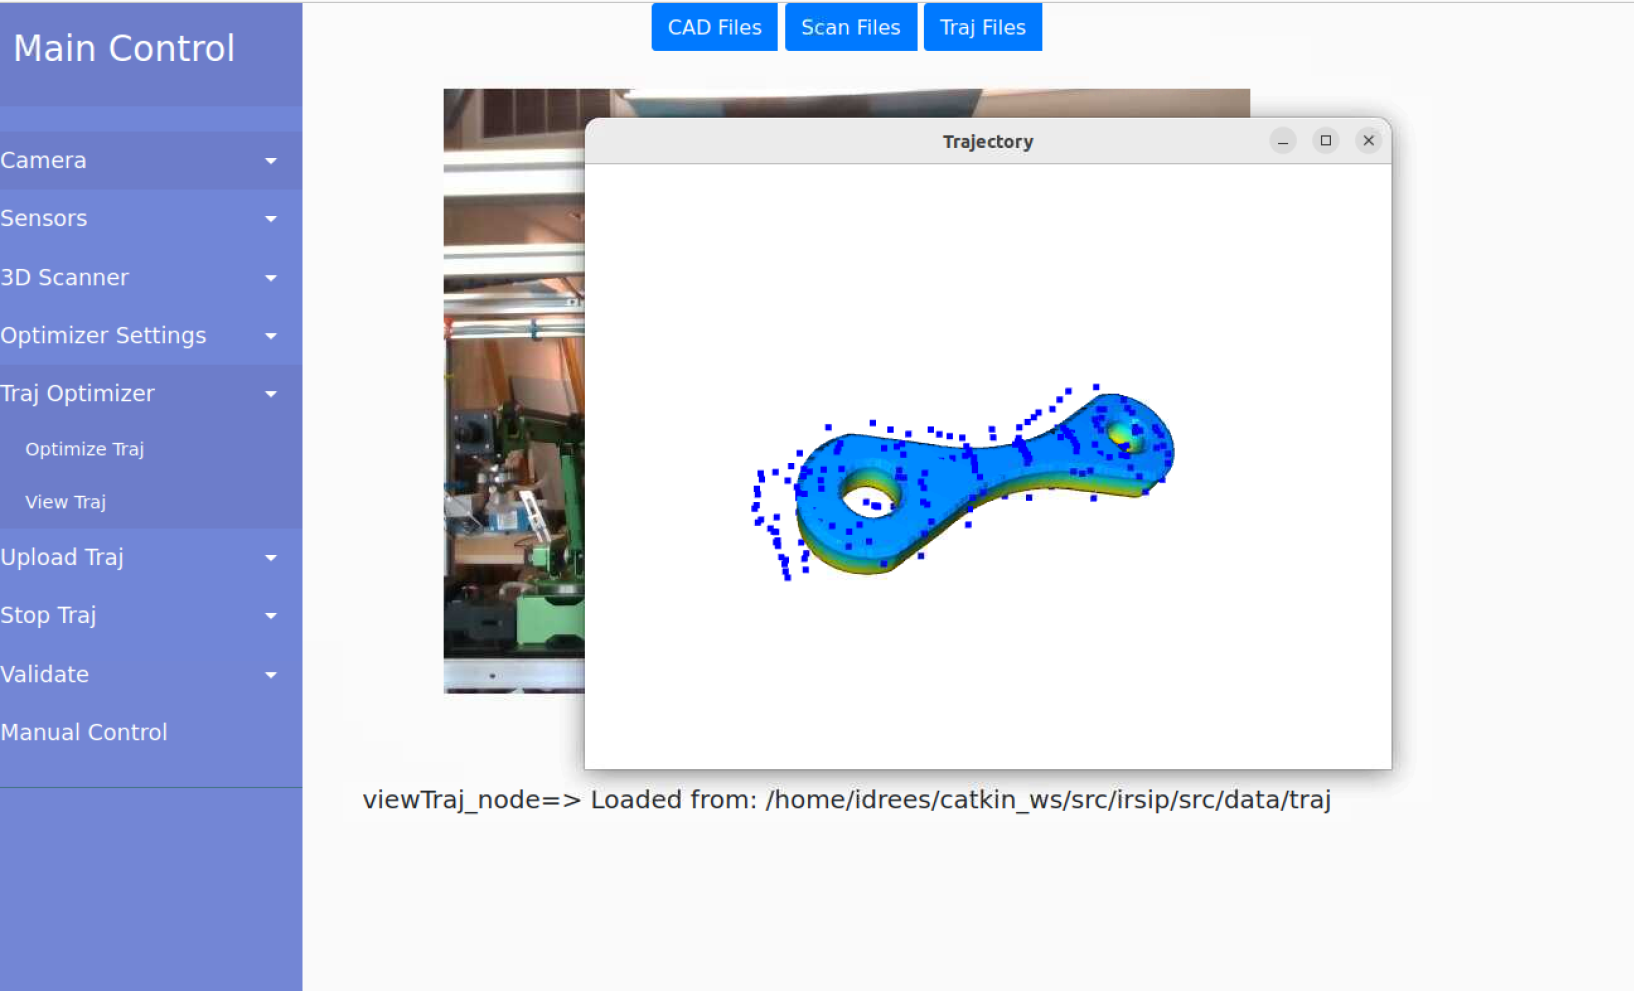 Main Control
CAD Files
Scan Files
Traj Files
Trajectory
Camera
Sensors
3D Scanner
Optimizer Settings
Traj Optimizer
Optimize Traj
View Traj
Upload Traj
Stop Traj
Validate
Manual Control
viewTraj_node=> Loaded from: /home/idrees/catkin_ws/src/irsip/src/data/traj